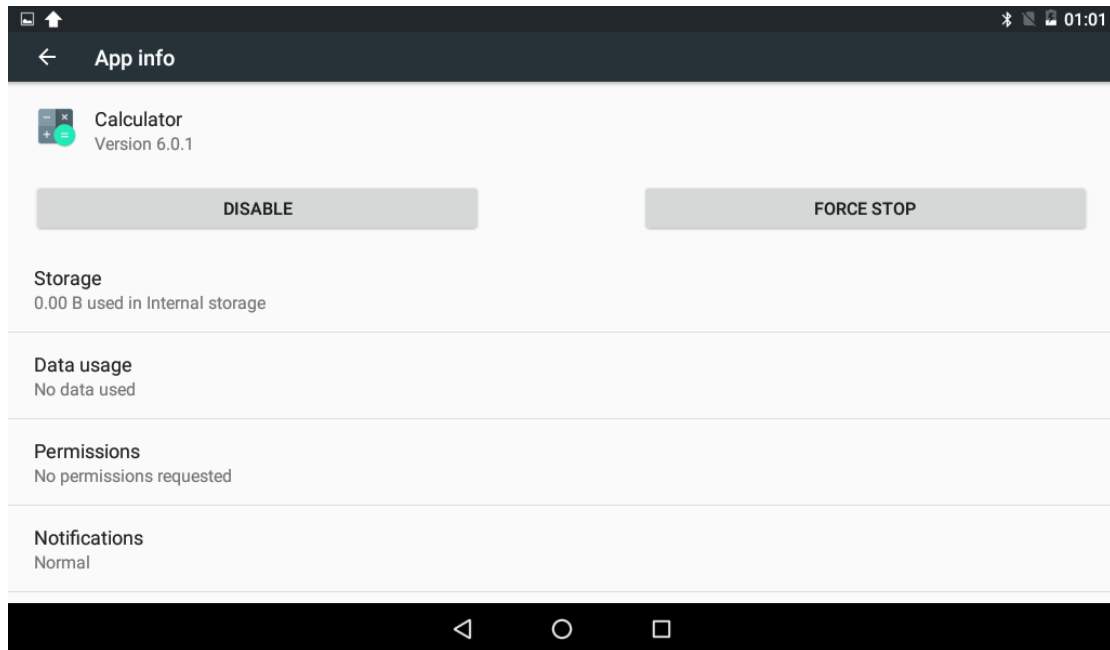 01:01
App info
Calculator
Version 6.0.1
DISABLE
FORCE STOP
Storage
0.00 B used in Internal storage
Data usage
No data used
Permissions
No permissions requested
Notifications
Normal